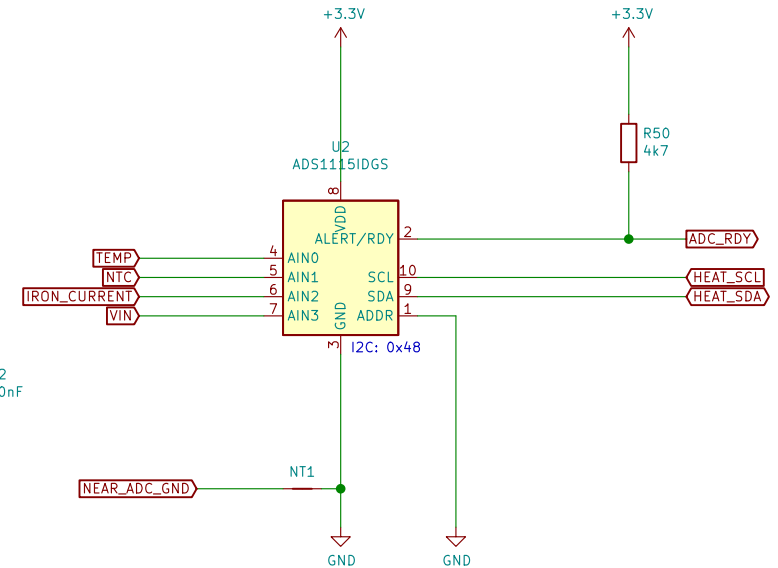 +3.3V
+3.3V
R50
4k7
U2
ADS1115IDGS
8
VDD
ALERT/RDY
2
ADC_RDY
TEMP
4
AIN0
NTC
5
AIN1
SCL
10
HEAT_SCL
IRON_CURRENT
6
AIN2
SDA
9
HEAT_SDA
VIN
7
AIN3
GND
ADDR
1
3
I2C: 0x48
2
0nF
NT1
NEAR_ADC_GND
GND
GND